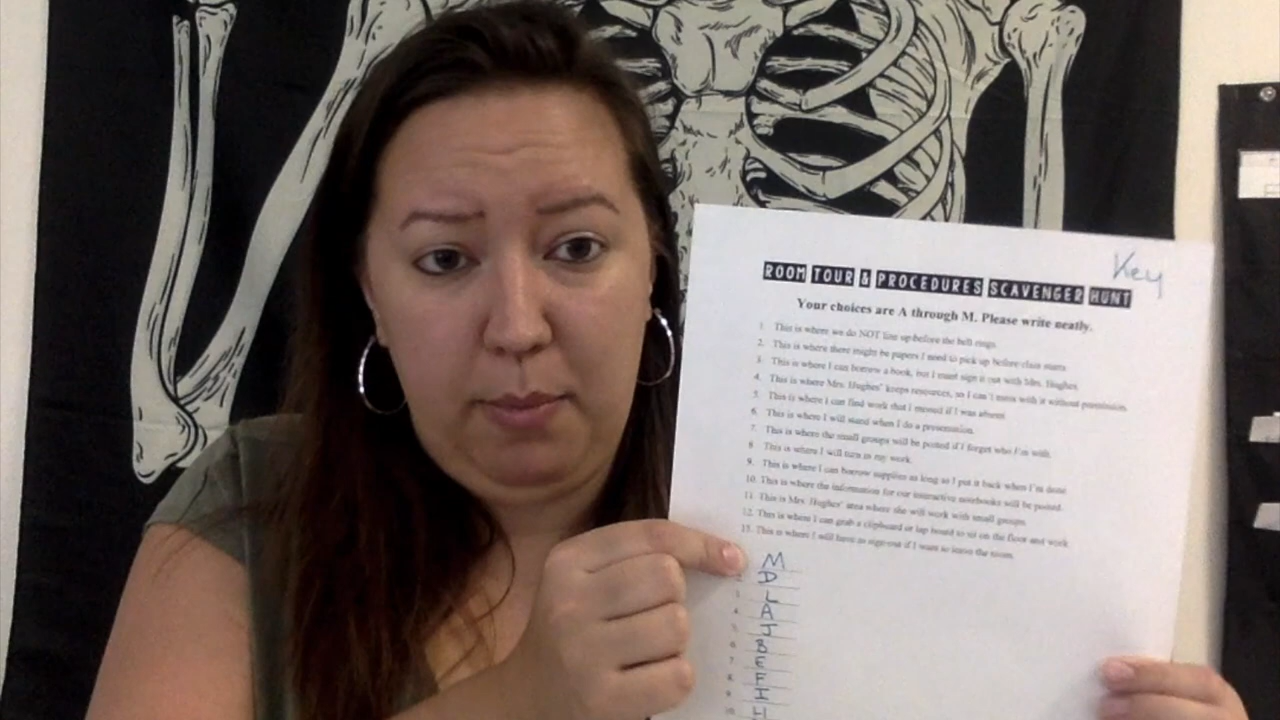 Key
ROOM TOUR & PROCEDURES SCAVENGER HUNT
Your choices are A through M. Please write neatly.
1. This is where we do NOT line up before the bell rings.
2. This is where there might be papers I need to pick up before class starts.
3. This is where I can borrow a book, but I must sign it out with Mrs. Hughes.
4. This is where Mrs. Hughes' keeps resources, so I can't mess with it without permission.
5. This is where I can find work that I missed if I was absent.
6. This is where I will stand when I do a presentation.
7. This is where the small groups will be posted if I forget who I'm with.
8. This is where I will turn in my work.
9. This is where I can borrow supplies as long as I put it back when I'm done.
10. This is where the information for our interactive notebooks will be posted.
11. This is Mrs. Hughes' area where she will work with small groups.
12. This is where I can grab a clipboard or lap board to sit on the floor and work.
13. This is where I will have to sign-out if I want to leave the room.
M
2. D
3. L
4. A
5. J
6. B
7. E
8. F
9. I
10. H